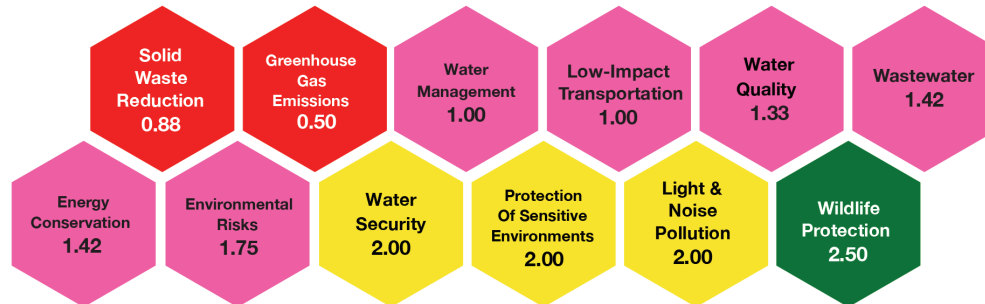 Solid
Waste
Reduction
0.88
Greenhouse
Gas
Emissions
0.50
Water
Management
1.00
Low-Impact
Transportation
1.00
Water
Quality
1.33
Wastewater
1.42
Energy
Conservation
1.42
Environmental
Risks
1.75
Water
Security
2.00
Protection
Of Sensitive
Environments
2.00
Light &
Noise
Pollution
2.00
Wildlife
Protection
2.50